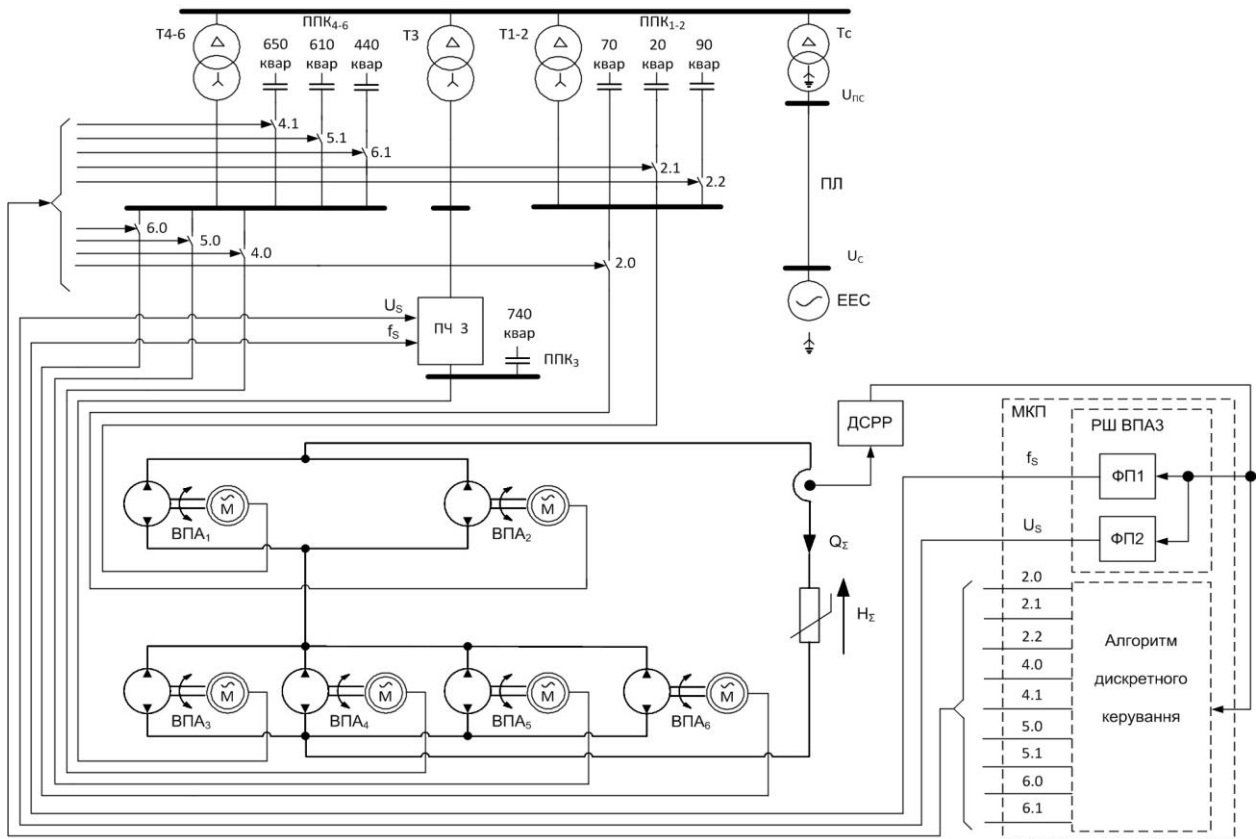 Т4-6
ППК4-6
650
квар
610
квар
440
квар
Т3
Т1-2
ППК1-2
70
квар
20
квар
90
квар
Тс
UПС
4.1
5.1
6.1
2.1
2.2
ПЛ
6.0
5.0
4.0
2.0
UС
ЕЕС
US
fS
ПЧ 3
740
квар
ППК3
ДСРР
МКП
РШ ВПА3
fS
ФП1
US
ФП2
М
ВПА1
М
ВПА2
QΣ
HΣ
2.0
2.1
2.2
4.0
4.1
5.0
5.1
6.0
6.1
Алгоритм
дискретного
керування
М
ВПА3
М
ВПА4
М
ВПА5
М
ВПА6